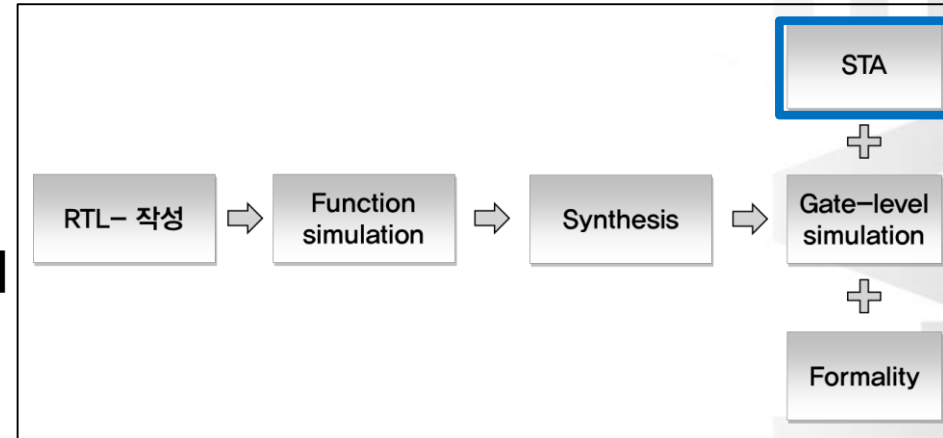 STA
RTL- 작성
Function
simulation
Synthesis
Gate-level
simulation
Formality